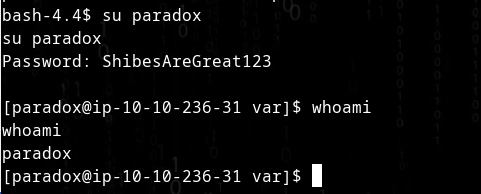 bash-4.4$ su paradox
su paradox
Password: ShibesAreGreat123
[paradox@ip-10-10-236-31 var]$ whoami
whoami
paradox
[paradox@ip-10-10-236-31 var]$